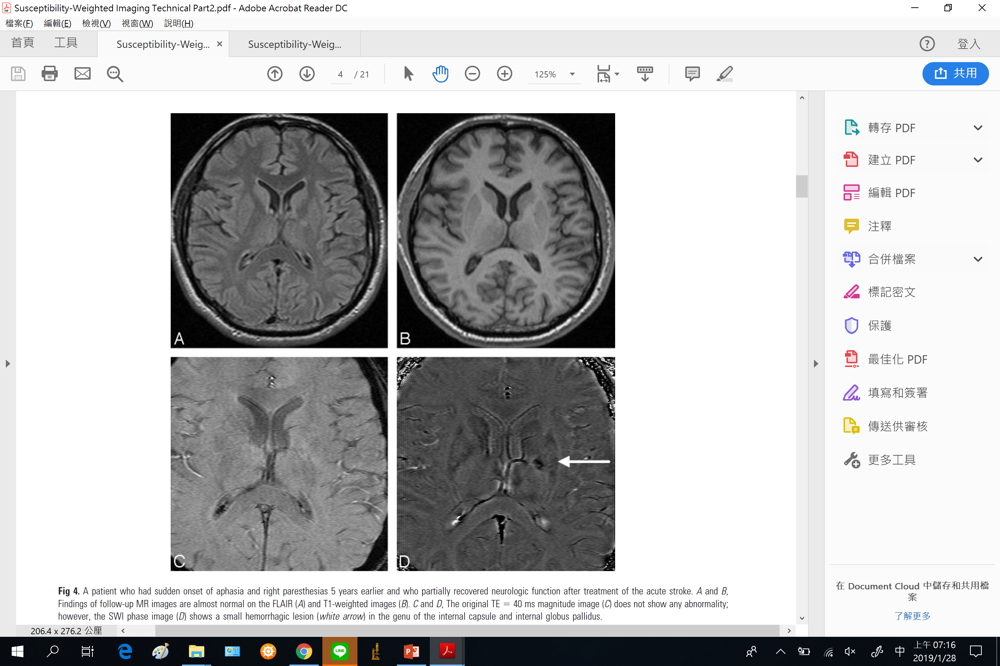 Susceptibility-Weighted Imaging Technical Part2.pdf - Adobe Acrobat Reader DC
檔案(F) 編輯(E) 檢視(V) 視窗(W) 說明(H)
首頁 工具 Susceptibility-Weig... × Susceptibility-Weig... ? 登入
4 / 21 125% 共用
轉存 PDF
建立 PDF
編輯 PDF
注釋
合併檔案
標記密文
保護
最佳化 PDF
填寫和簽署
傳送供審核
更多工具
A B
C D
Fig 4. A patient who had sudden onset of aphasia and right paresthesias 5 years earlier and who partially recovered neurologic function after treatment of the acute stroke. A and B,
Findings of follow-up MR images are almost normal on the FLAIR (A) and T1-weighted images (B). C and D, The original TE = 40 ms magnitude image (C) does not show any abnormality;
however, the SWI phase image (D) shows a small hemorrhagic lesion (white arrow) in the genu of the internal capsule and internal globus pallidus.
在 Document Cloud 中儲存和共用檔
案
了解更多
206.4 x 276.2 公厘
LINE
中
上午 07:16
2019/1/28